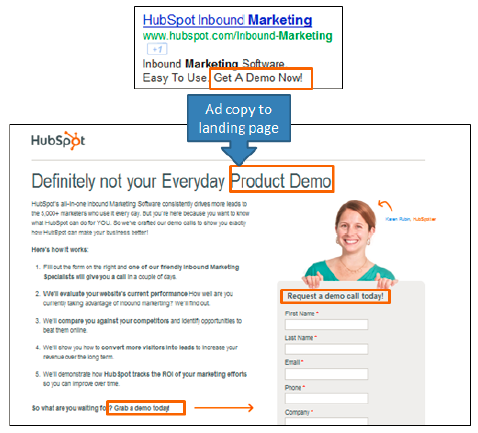 HubSpot Inbound Marketing
www.hubspot.com/Inbound-Marketing
+1
Inbound Marketing Software
Easy To Use. Get A Demo Now!
Ad copy to
landing page
HubSpot
Definitely not your Everyday Product Demo
HubSpot's all-in-one Inbound Marketing Software consistently drives more leads to
the 5,000+ marketers who use it every day. But you're here because you want to know
what HubSpot can do for YOU. So we've crafted our demo calls to show you exactly
how HubSpot can make your business better!
Karen Rubin, HubSpotter
Here's how it works:
1. Fill out the form on the right and one of our friendly Inbound Marketing
Specialists will give you a call in a couple of days.
2. We'll evaluate your website's current performance How well are you
currently taking advantage of inbound marketing? We'll find out.
3. We'll compare you against your competitors and identify opportunities to
beat them online.
4. We'll show you how to convert more visitors into leads to increase your
revenue over the long term.
5. We'll demonstrate how HubSpot tracks the ROI of your marketing efforts
so you can improve over time.
So what are you waiting for? Grab a demo today!
Request a demo call today!
First Name *
Last Name *
Email *
Phone *
Company *